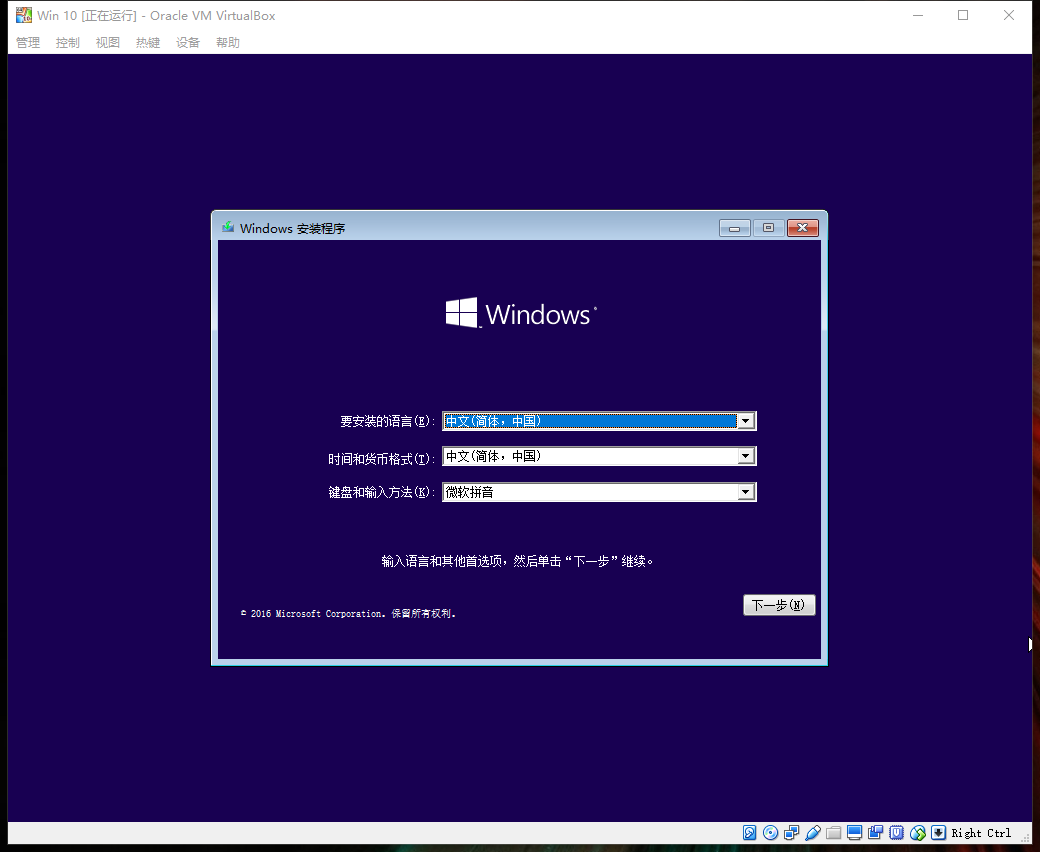 Win 10 [正在运行] - Oracle VM VirtualBox
管理 控制 视图 热键 设备 帮助
Windows 安装程序
Windows
要安装的语言(E): 中文(简体，中国)
时间和货币格式(T): 中文(简体，中国)
键盘和输入方法(K): 微软拼音
输入语言和其他首选项，然后单击“下一步”继续。
下一步(N)
© 2016 Microsoft Corporation。保留所有权利。
Right Ctrl